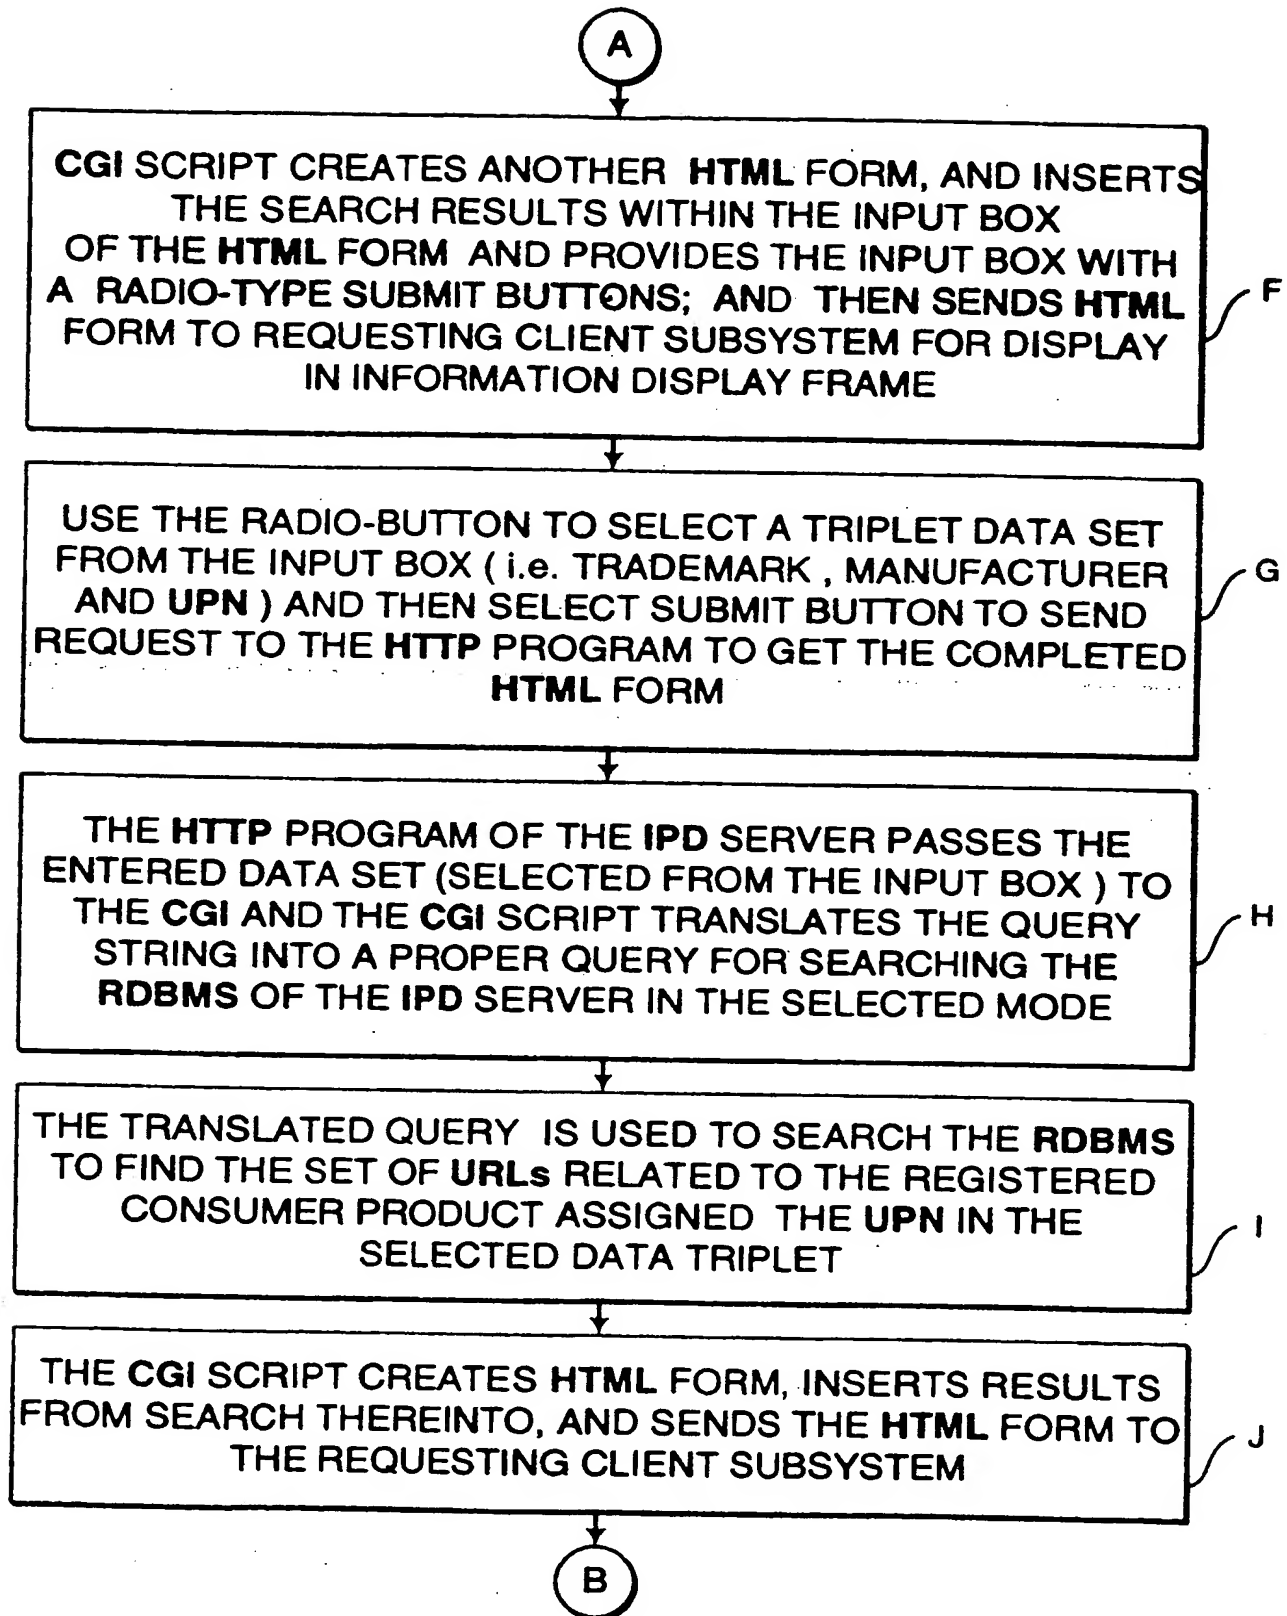 A
CGI SCRIPT CREATES ANOTHER HTML FORM, AND INSERTS
THE SEARCH RESULTS WITHIN THE INPUT BOX
OF THE HTML FORM AND PROVIDES THE INPUT BOX WITH
A RADIO-TYPE SUBMIT BUTTONS; AND THEN SENDS HTML
FORM TO REQUESTING CLIENT SUBSYSTEM FOR DISPLAY
IN INFORMATION DISPLAY FRAME
F
USE THE RADIO-BUTTON TO SELECT A TRIPLET DATA SET
FROM THE INPUT BOX ( i.e. TRADEMARK , MANUFACTURER
AND UPN ) AND THEN SELECT SUBMIT BUTTON TO SEND
REQUEST TO THE HTTP PROGRAM TO GET THE COMPLETED
HTML FORM
G
THE HTTP PROGRAM OF THE IPD SERVER PASSES THE
ENTERED DATA SET (SELECTED FROM THE INPUT BOX ) TO
THE CGI AND THE CGI SCRIPT TRANSLATES THE QUERY
STRING INTO A PROPER QUERY FOR SEARCHING THE
RDBMS OF THE IPD SERVER IN THE SELECTED MODE
H
THE TRANSLATED QUERY IS USED TO SEARCH THE RDBMS
TO FIND THE SET OF URLs RELATED TO THE REGISTERED
CONSUMER PRODUCT ASSIGNED THE UPN IN THE
SELECTED DATA TRIPLET
I
THE CGI SCRIPT CREATES HTML FORM, INSERTS RESULTS
FROM SEARCH THEREINTO, AND SENDS THE HTML FORM TO
THE REQUESTING CLIENT SUBSYSTEM
J
B